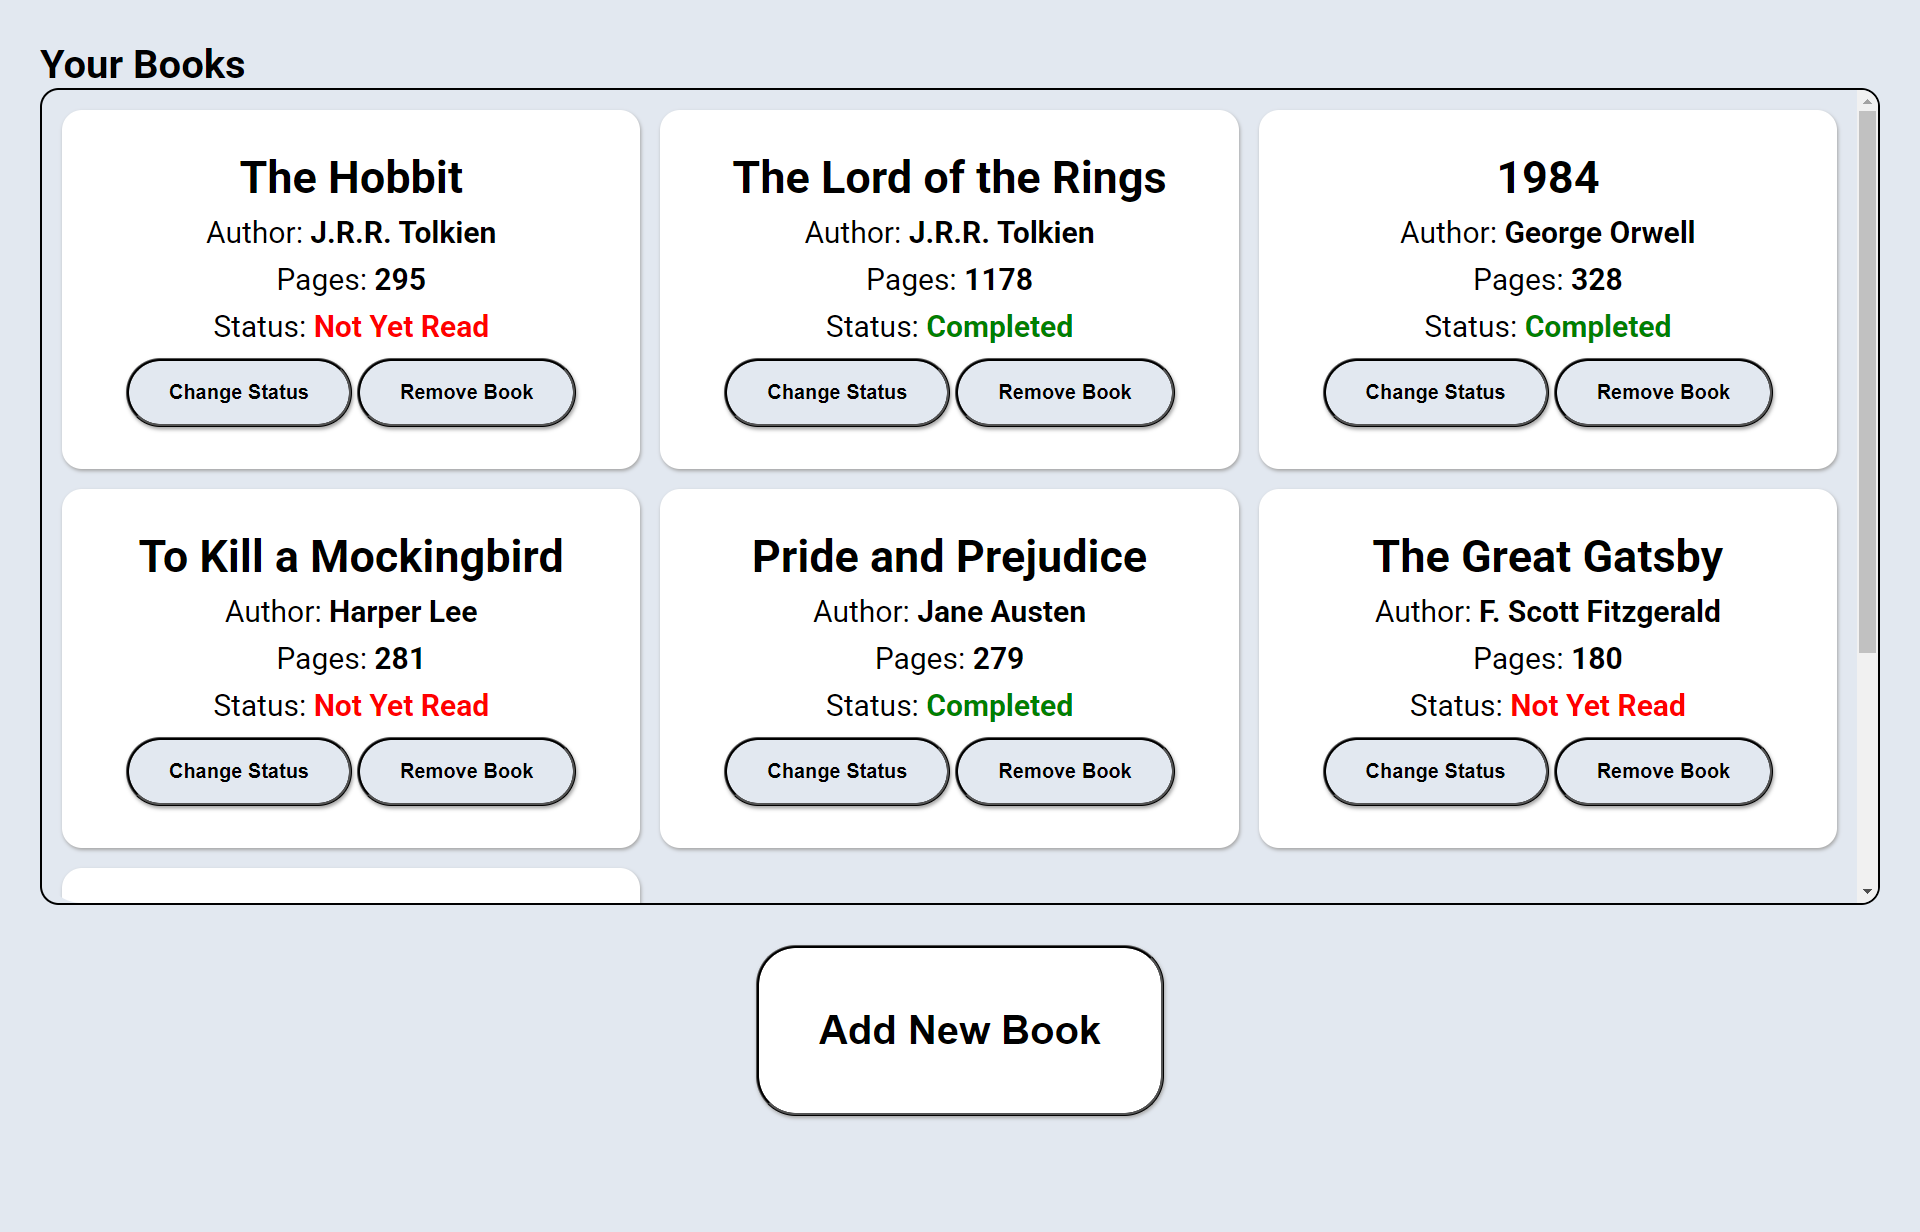 Your Books
The Hobbit
Author: J.R.R. Tolkien
Pages: 295
Status: Not Yet Read
Change Status
Remove Book
The Lord of the Rings
Author: J.R.R. Tolkien
Pages: 1178
Status: Completed
Change Status
Remove Book
1984
Author: George Orwell
Pages: 328
Status: Completed
Change Status
Remove Book
To Kill a Mockingbird
Author: Harper Lee
Pages: 281
Status: Not Yet Read
Change Status
Remove Book
Pride and Prejudice
Author: Jane Austen
Pages: 279
Status: Completed
Change Status
Remove Book
The Great Gatsby
Author: F. Scott Fitzgerald
Pages: 180
Status: Not Yet Read
Change Status
Remove Book
Add New Book